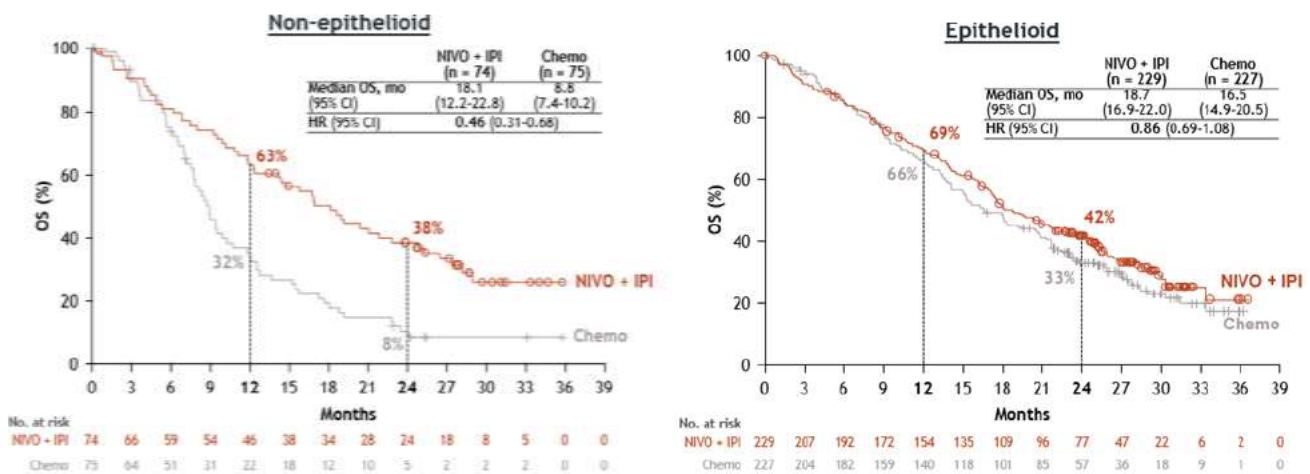 Non-epithelioid
NIVO + IPI Chemo
(n = 74) (n = 75)
Median OS, mo 18.1 8.8
(95% CI) (12.2-22.8) (7.4-10.2)
HR (95% CI) 0.46 (0.31-0.68)
OS (%)
100
80
60
40
20
0
63%
38%
32%
8%
NIVO + IPI
Chemo
0 3 6 9 12 15 18 21 24 27 30 33 36 39
Months
No. at risk
NIVO + IPI 74 66 59 54 46 38 34 28 24 18 8 5 0 0
Chemo 75 64 51 31 22 18 12 10 5 2 2 2 0 0
Epithelioid
NIVO + IPI Chemo
(n = 229) (n = 227)
Median OS, mo 18.7 16.5
(95% CI) (16.9-22.0) (14.9-20.5)
HR (95% CI) 0.86 (0.69-1.08)
OS (%)
100
80
60
40
20
0
69%
66%
42%
33%
NIVO + IPI
Chemo
0 3 6 9 12 15 18 21 24 27 30 33 36 39
Months
No. at risk
NIVO + IPI 229 207 192 172 154 135 109 96 77 47 22 6 2 0
Chemo 227 204 182 159 140 118 101 85 57 36 18 9 1 0